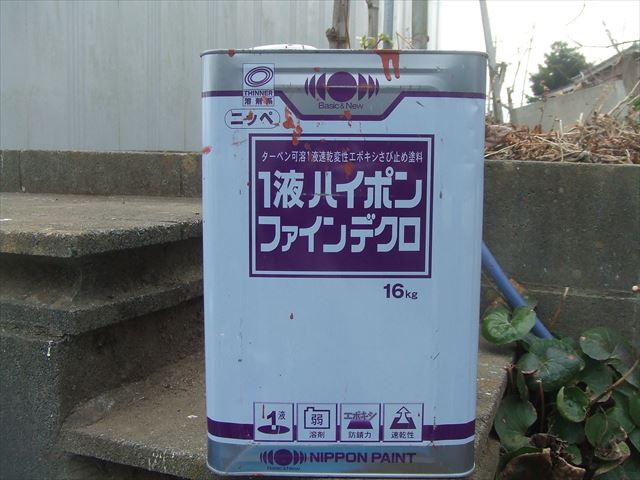 THINNER
溶剤系
Basic & New
ニッペ
ターペン可溶1液速乾変性エポキシさび止め塗料
1液ハイポン
ファインデクロ
16kg
1液
弱
溶剤
エポキシ
防錆力
速乾性
Basic & New
NIPPON PAINT